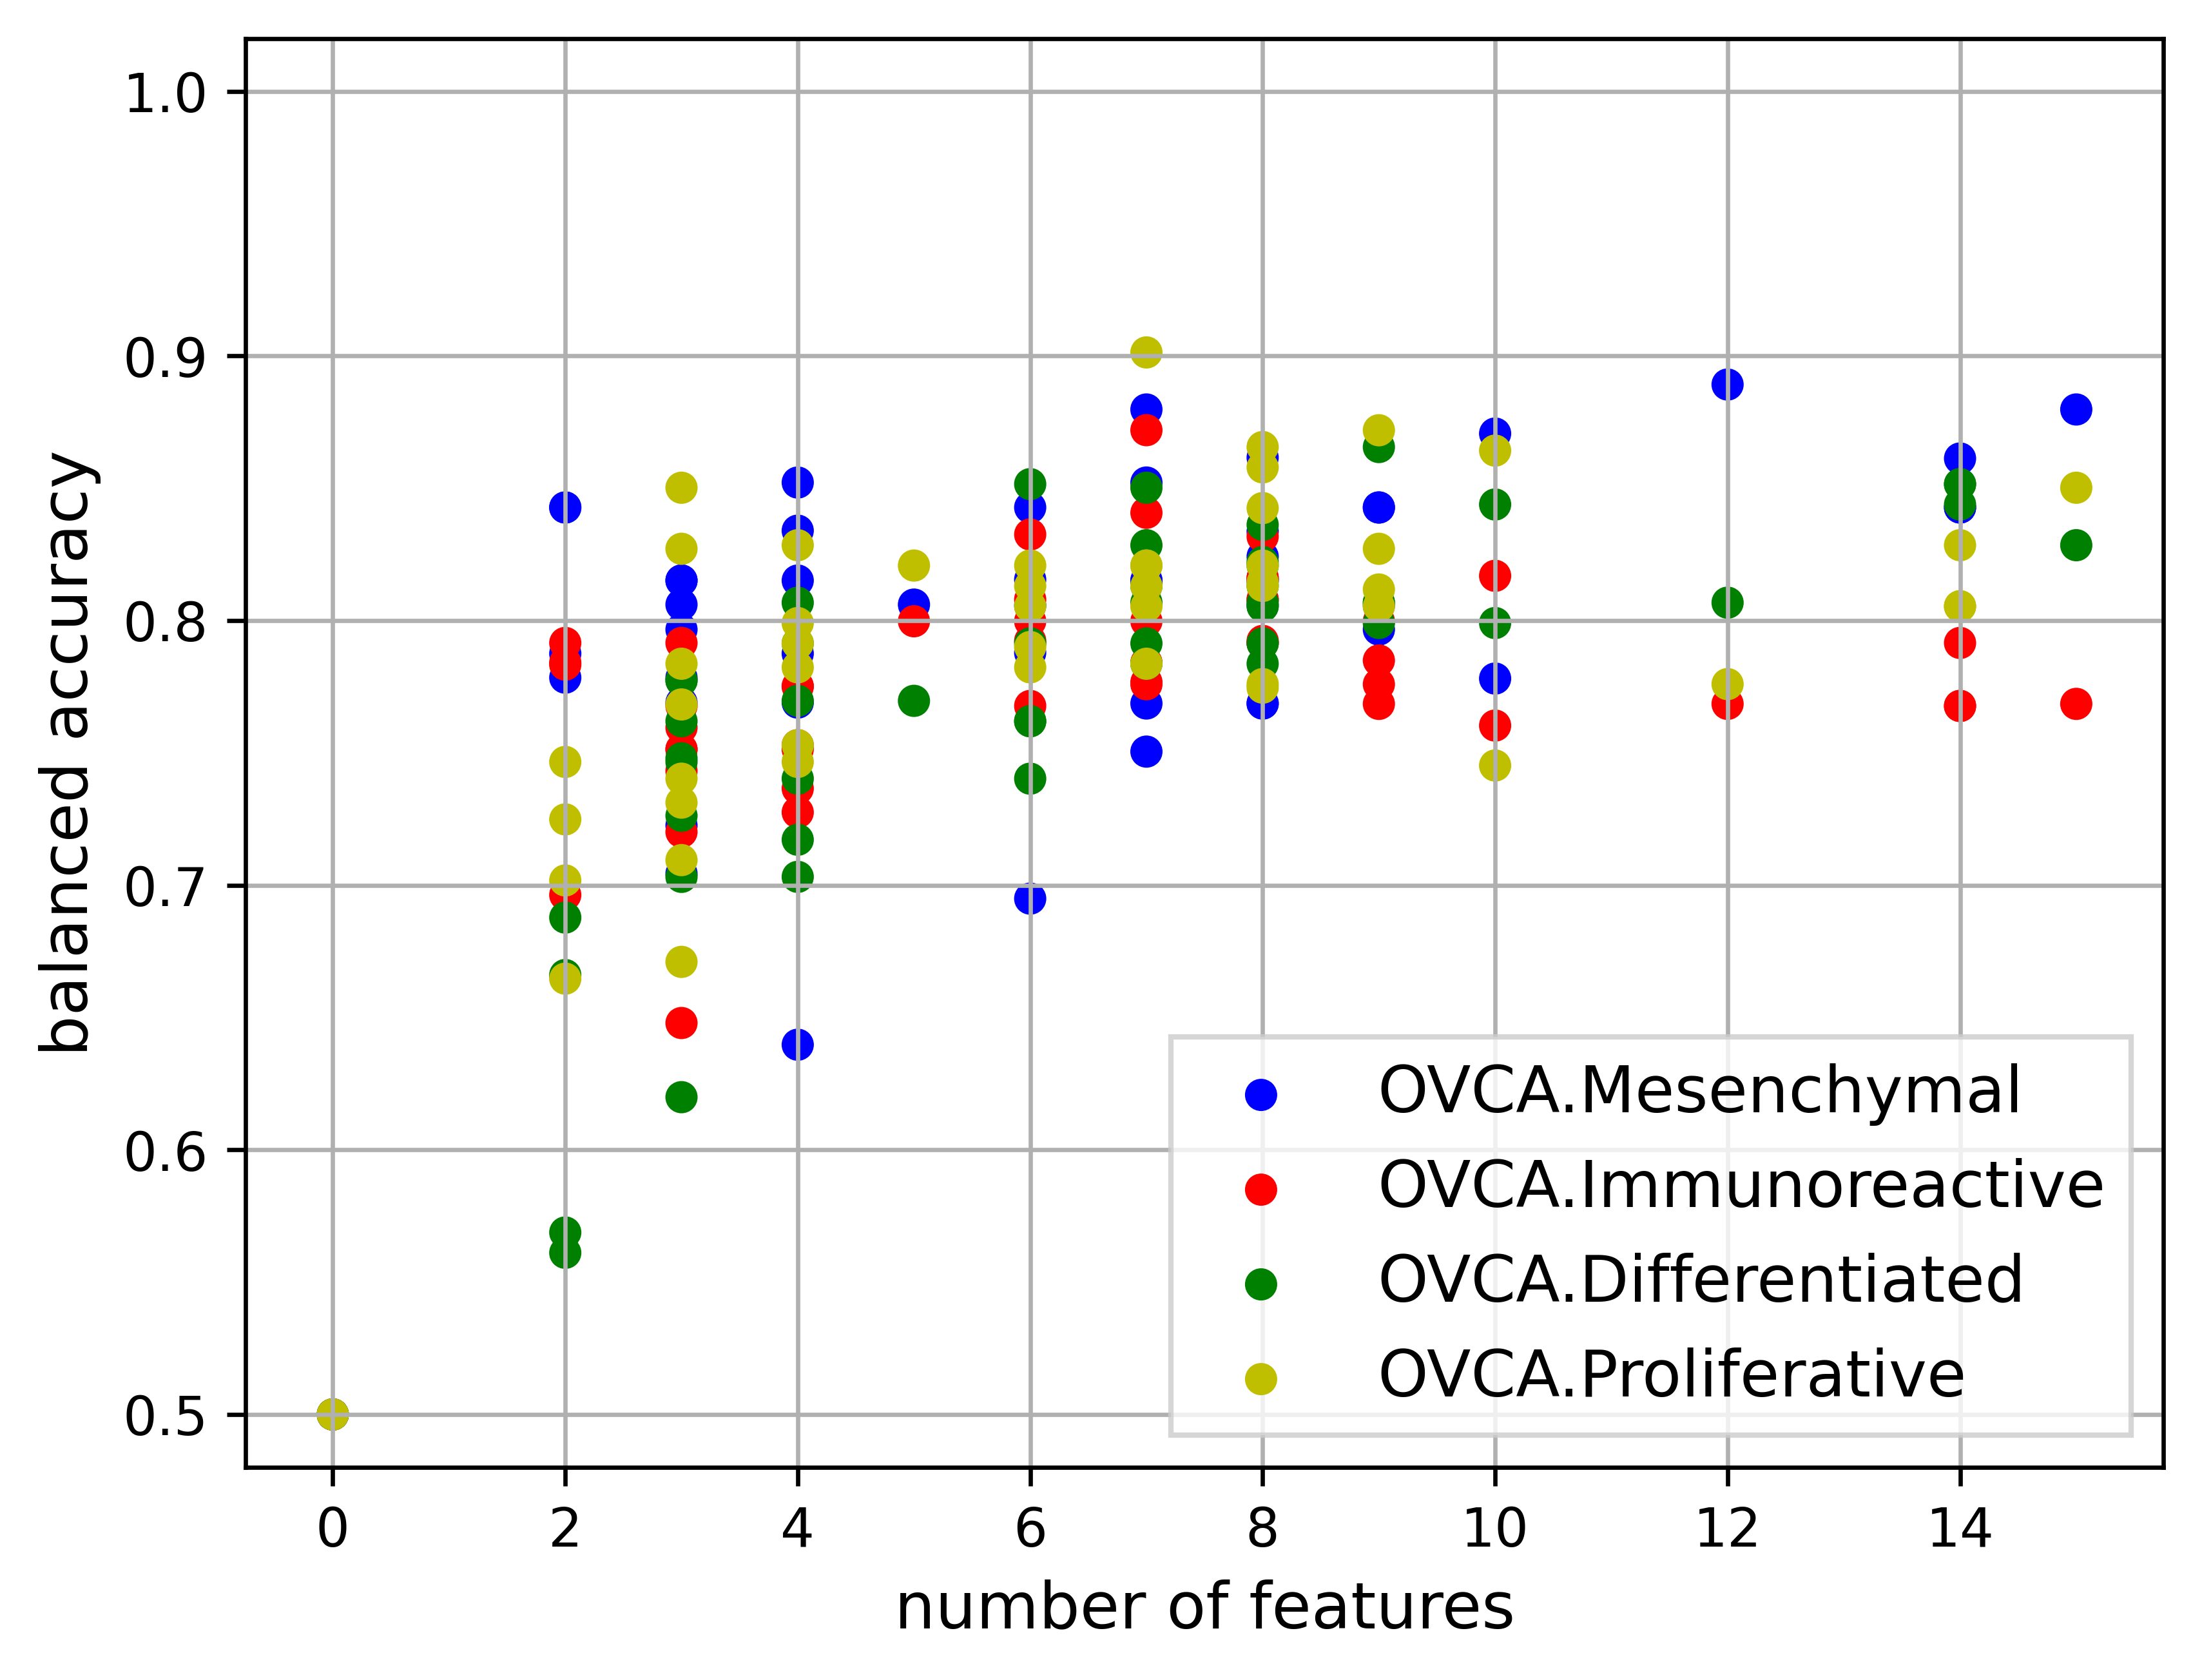 1.0
0.9
0.8
0.7
0.6
0.5
balanced accuracy
OVCA.Mesenchymal
OVCA.Immunoreactive
OVCA.Differentiated
OVCA.Proliferative
0 2 4 6 8 10 12 14
number of features